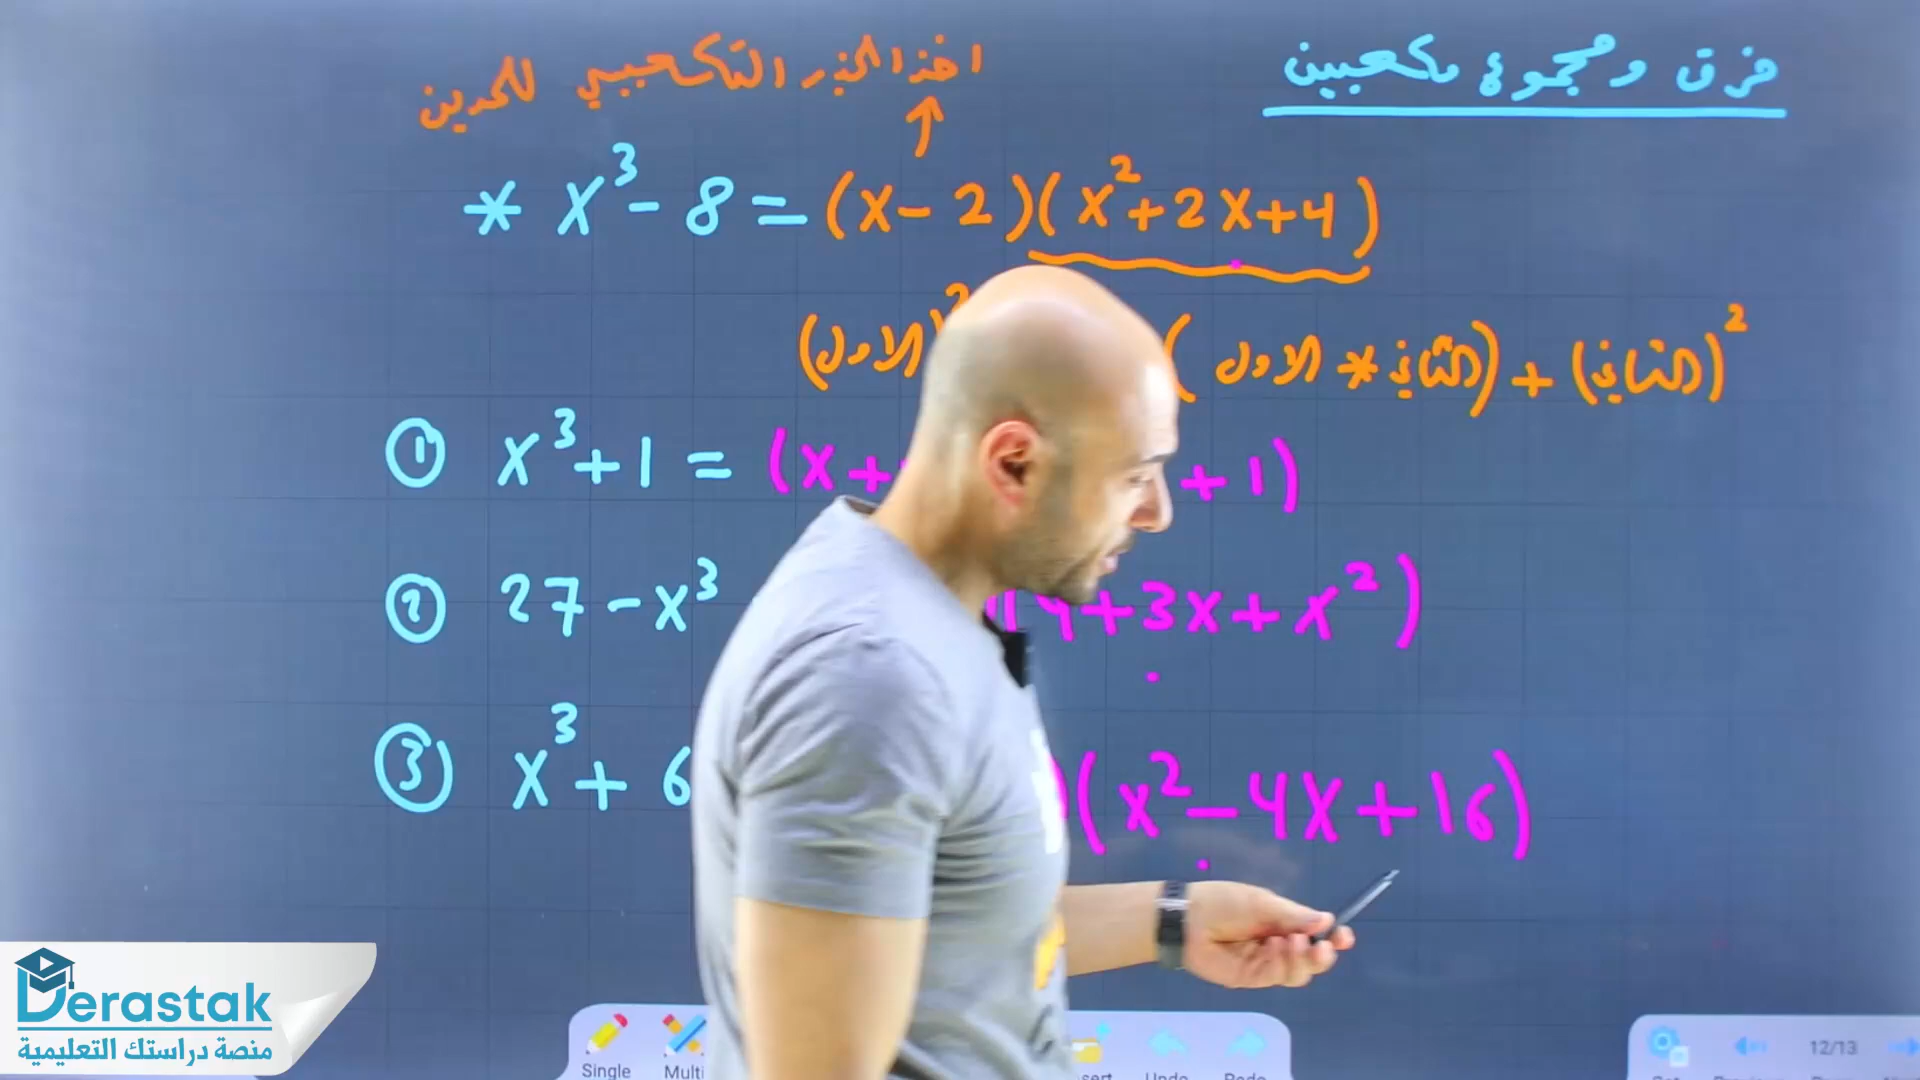 فرق و مجموع مكعبين
اخذ الجذر التكعيبي للحدين
* x³ - 8 = (x - 2)(x² + 2x + 4)
(الاول)² ( الاول * الثاني) + (الثاني)²
① x³ + 1 = (x + + 1)
② 27 - x³ (9 + 3x + x²)
③ x³ + 6 )(x² - 4x + 16)
Derastak
منصة دراستك التعليمية
Single
Multi
Undo
Redo
12/13